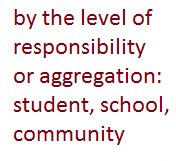 by the level of
responsibility
or aggregation:
student, school,
community